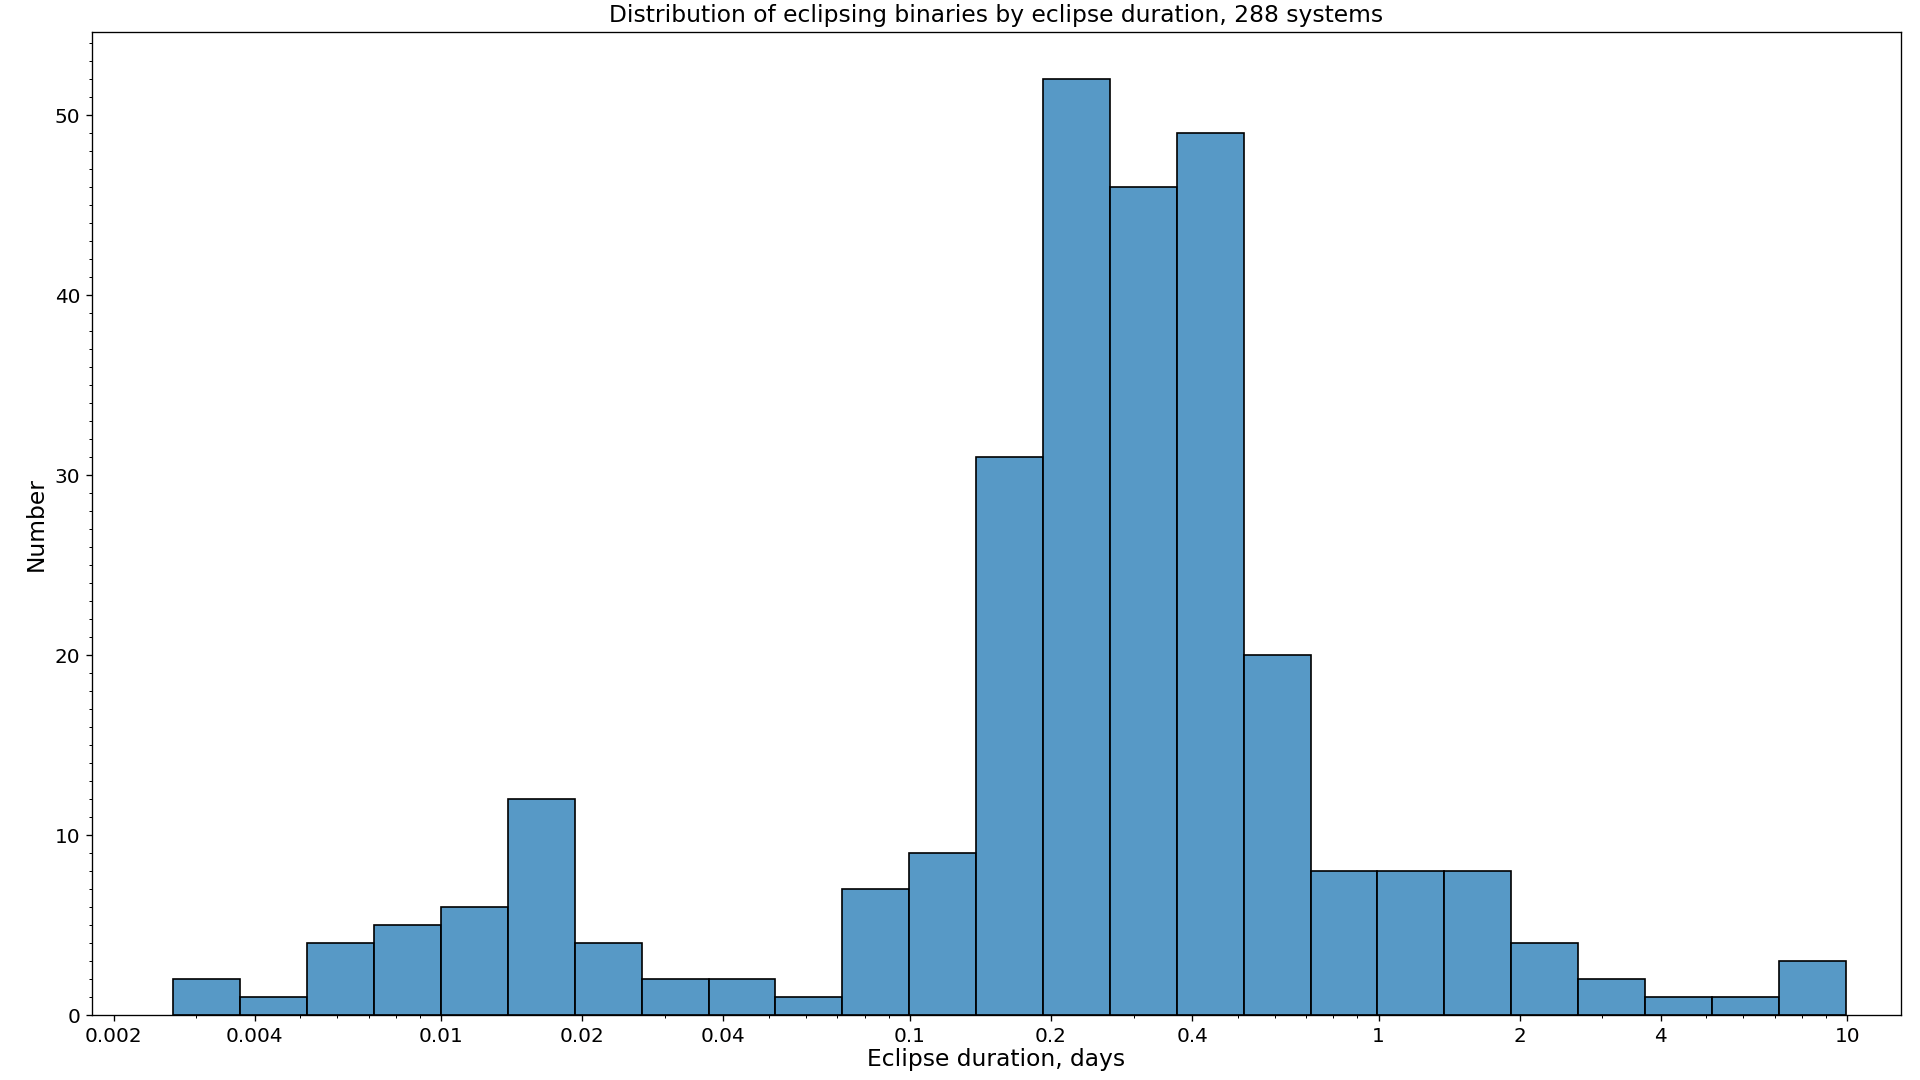 Distribution of eclipsing binaries by eclipse duration, 288 systems
Number
50
40
30
20
10
0
0.002 0.004 0.01 0.02 0.04 0.1 0.2 0.4 1 2 4 10
Eclipse duration, days